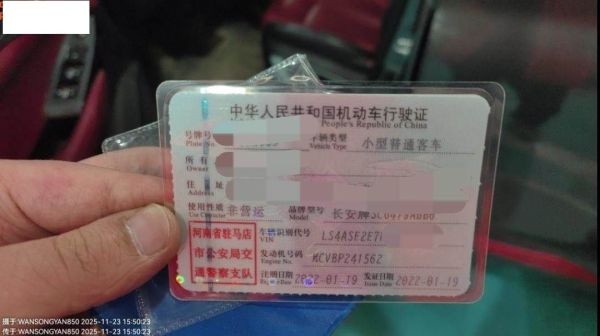 中华人民共和国机动车行驶证
People's Republic of China
号牌号
Plate No.
车辆类型
Vehicle Type
小型普通客车
所有
Owner
住 址
Address
使用性质
Use Character
非营运
品牌型号
Model
长安牌
河南省驻马店
市公安局交
通警察支队
车辆识别代号
VIN
LS4ASE2E7
发动机号码
Engine No.
MCVBP24156Z
注册日期
2022-01-19
发证日期
Issue Date
2022-01-19
摄于 WANSONGYAN850 2025-11-23 15:50:23
传于 WANSONGYAN850 2025-11-23 15:50:23